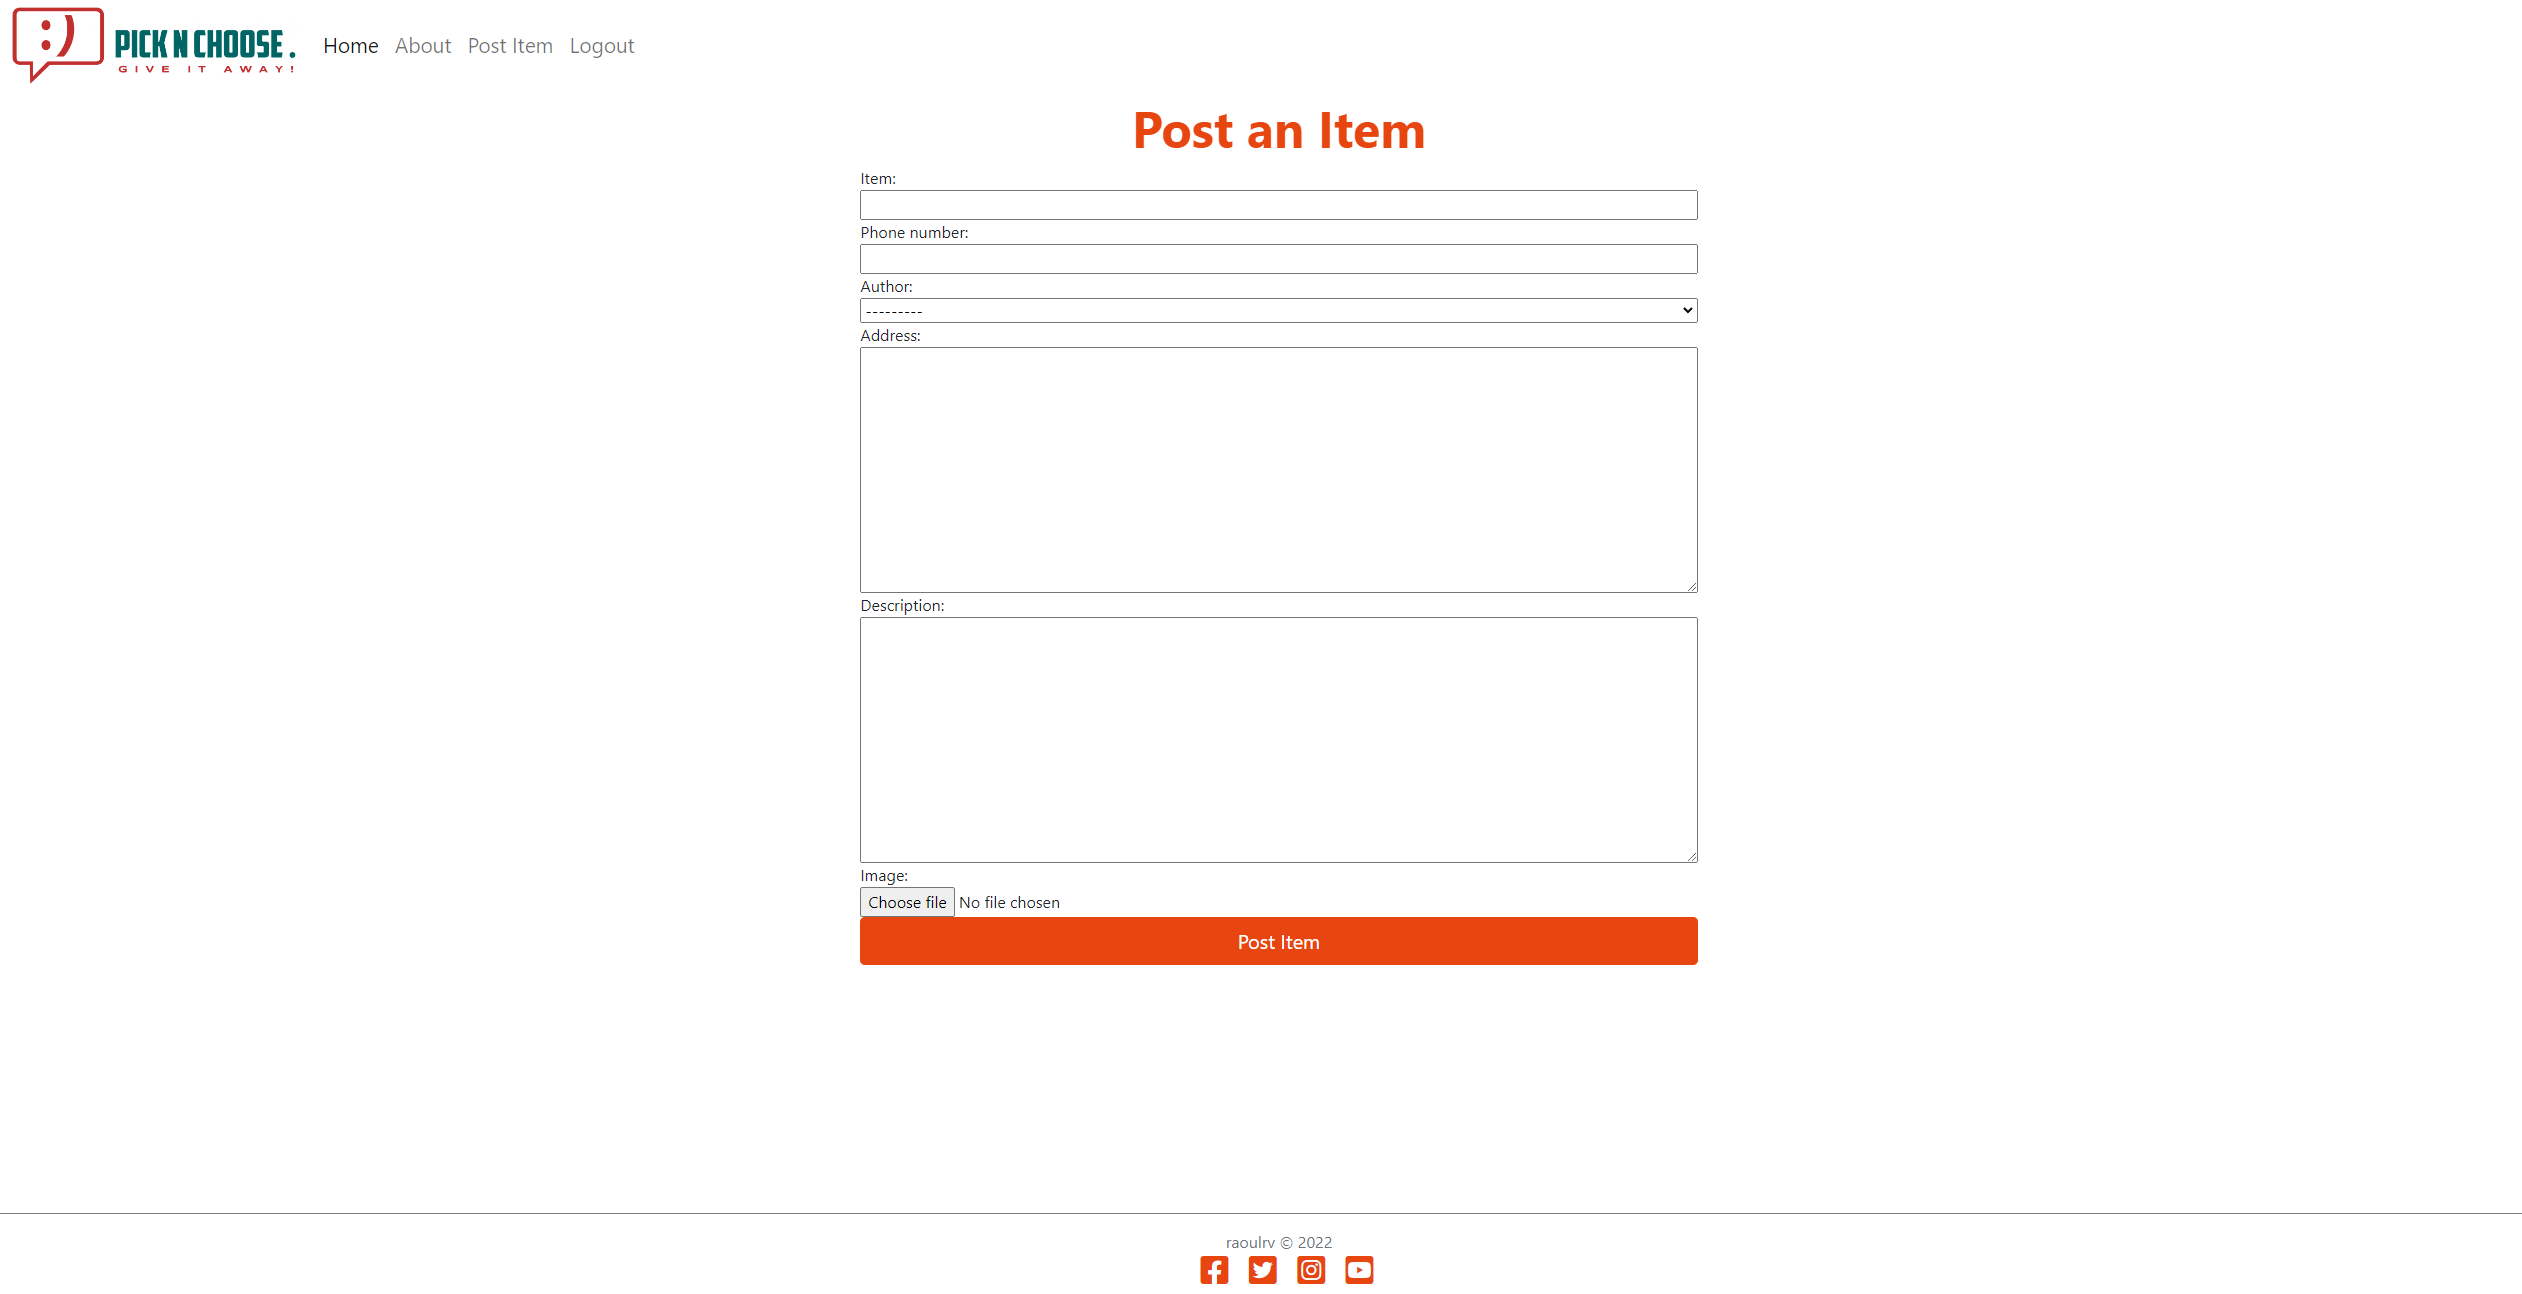 :) PICK N CHOOSE .
GIVE IT AWAY!
Home About Post Item Logout
Post an Item
Item:
Phone number:
Author:
---------
Address:
Description:
Image:
Choose file No file chosen
Post Item
raoulrv © 2022